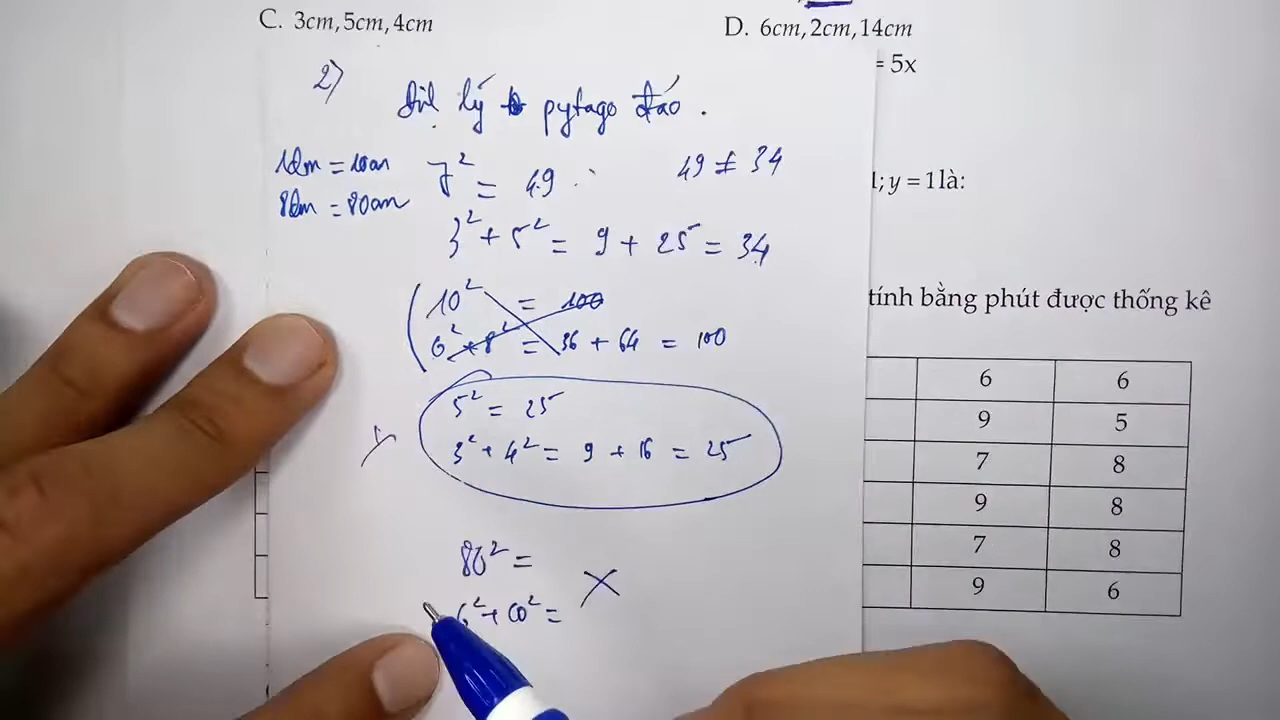 C. 3cm,5cm,4cm
D. 6cm,2cm,14cm
= 5x
2)
Định lý pytago đảo.
1dm = 10cm
8dm = 80cm
7² = 49
49 ≠ 34
3² + 5² = 9 + 25 = 34
1; y = 1 là:
10² = 100
6² + 8² = 36 + 64 = 100
tính bằng phút được thống kê
5² = 25
3² + 4² = 9 + 16 = 25
80² =
6² + 10² =
6 6
9 5
7 8
9 8
7 8
9 6